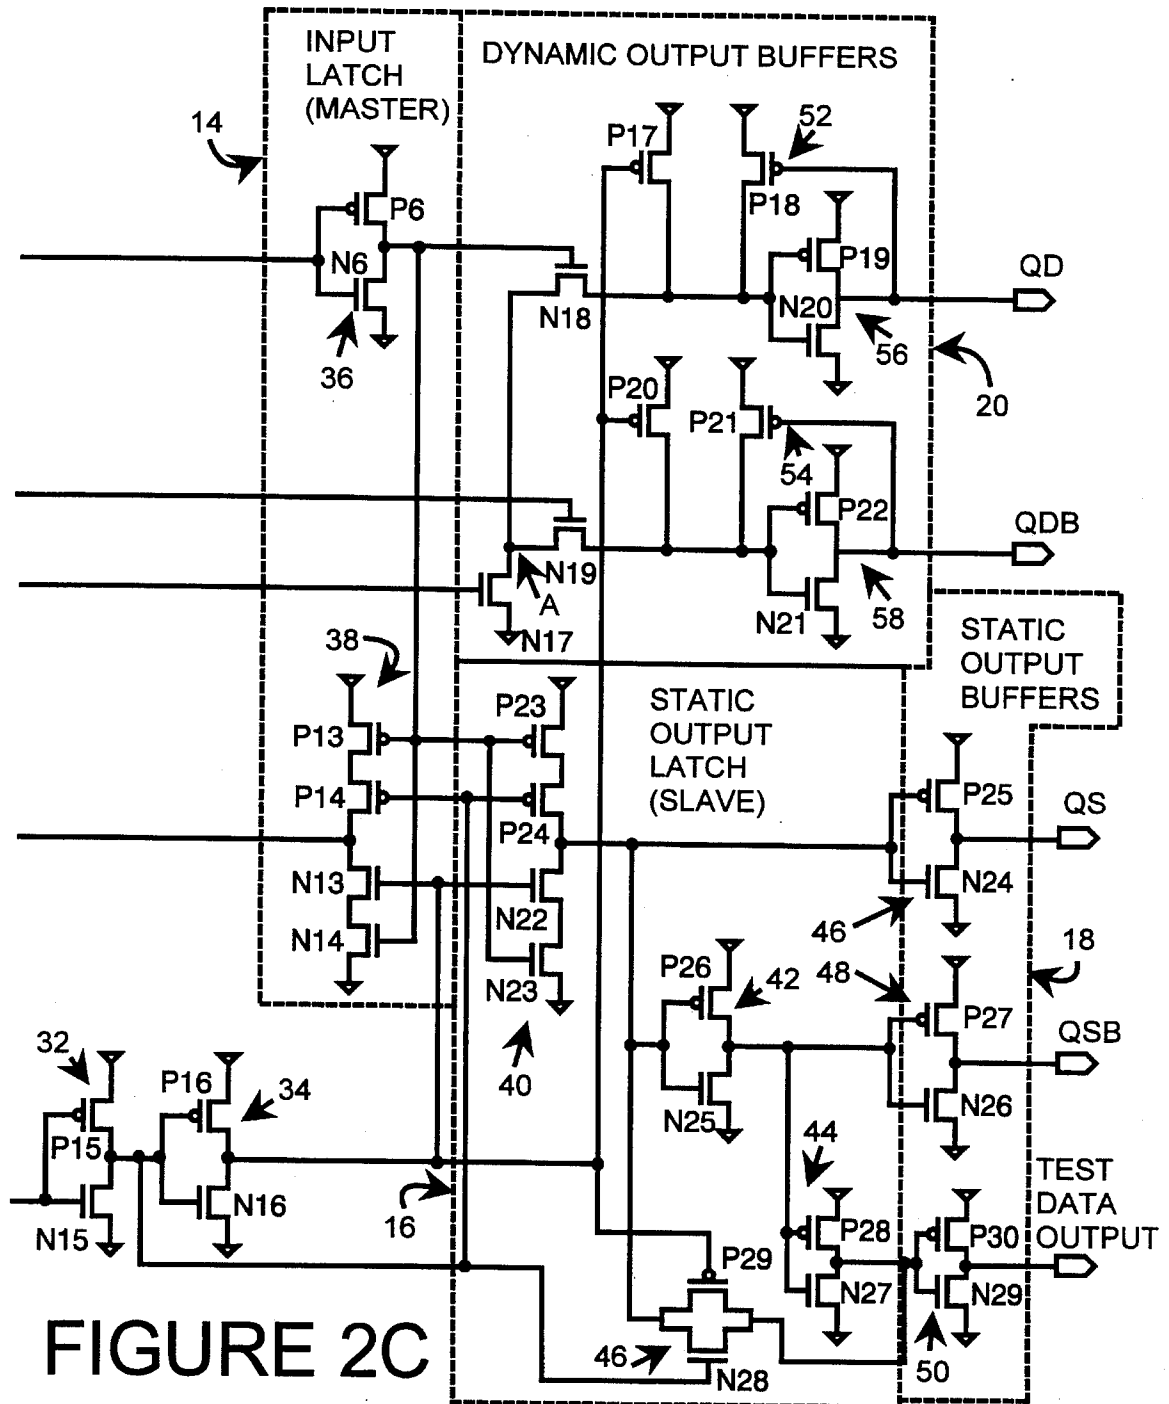 INPUT
LATCH
(MASTER)
DYNAMIC OUTPUT BUFFERS
14
P17
52
P6
P18
N6
P19
QD
N20
N18
36
56
P20
20
P21
54
P22
QDB
N19
A
N21
58
N17
38
STATIC
OUTPUT
BUFFERS
P23
STATIC
OUTPUT
LATCH
(SLAVE)
P13
P14
P24
P25
QS
N13
N22
N24
N14
46
18
P26
42
48
N23
P27
QSB
32
40
P16
34
N25
N26
P15
44
TEST
DATA
OUTPUT
N15
N16
16
P28
P30
P29
N27
N29
46
N28
50
FIGURE 2C